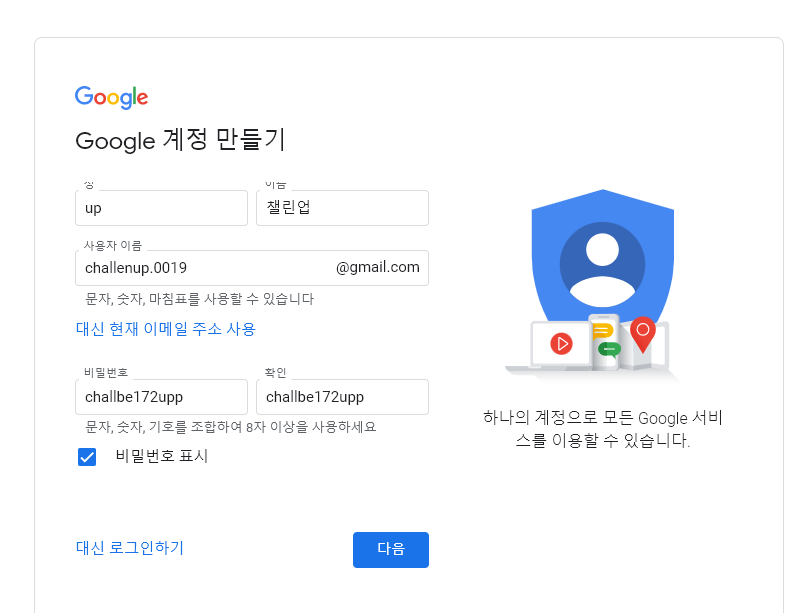 Google
Google 계정 만들기
성
이름
up
챌린업
사용자 이름
challenup.0019
@gmail.com
문자, 숫자, 마침표를 사용할 수 있습니다
대신 현재 이메일 주소 사용
비밀번호
확인
challbe172upp
challbe172upp
문자, 숫자, 기호를 조합하여 8자 이상을 사용하세요
비밀번호 표시
대신 로그인하기
다음
하나의 계정으로 모든 Google 서비
스를 이용할 수 있습니다.